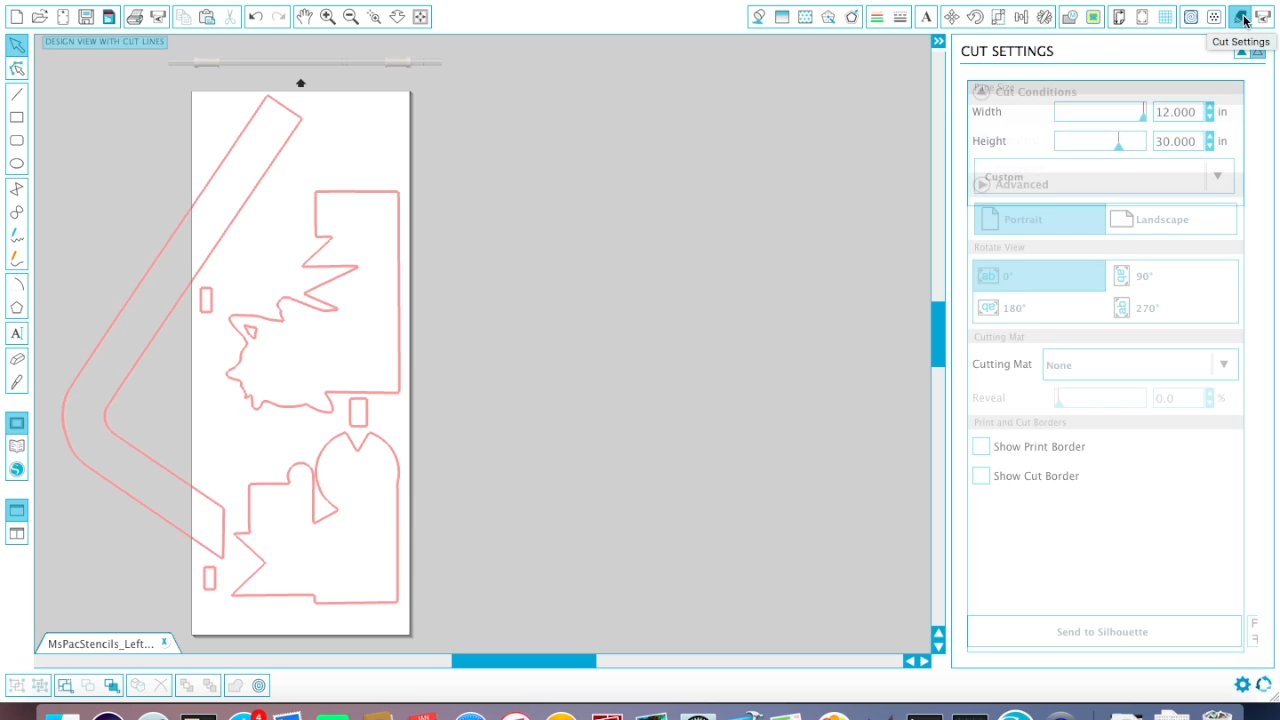 DESIGN VIEW WITH CUT LINES
Cut Settings
CUT SETTINGS
Cut Conditions
Width 12.000 in
Height 30.000 in
Custom
Advanced
Portrait Landscape
Rotate View
0° 90°
180° 270°
Cutting Mat
Cutting Mat None
Reveal 0.0 %
Print and Cut Borders
Show Print Border
Show Cut Border
Send to Silhouette
MsPacStencils_Left...